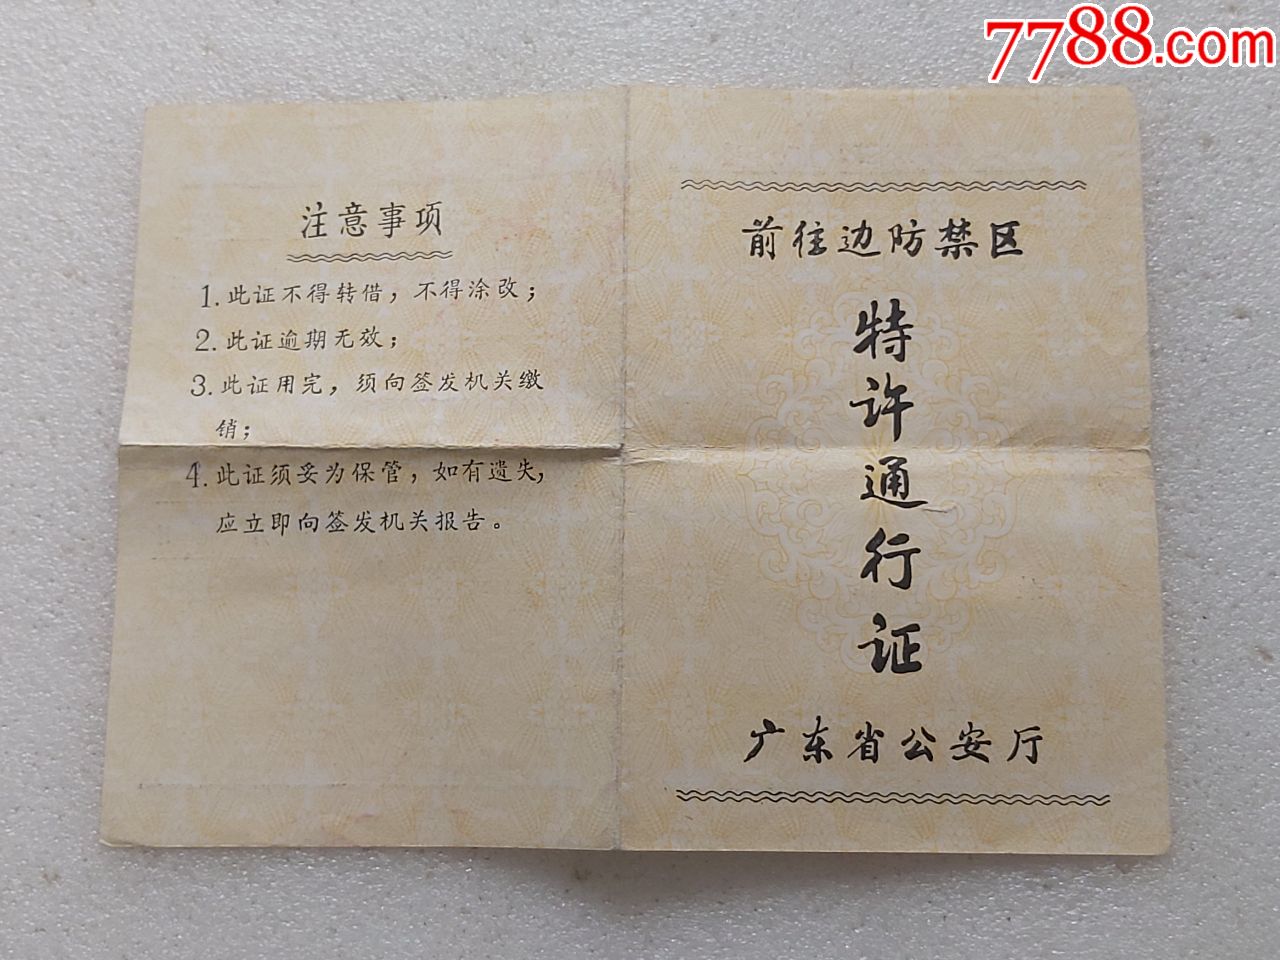 7788.com
注意事项
1. 此证不得转借，不得涂改；
2. 此证逾期无效；
3. 此证用完，须向签发机关缴
销；
4. 此证须妥为保管，如有遗失，
应立即向签发机关报告。
前往边防禁区
特许通行证
广东省公安厅